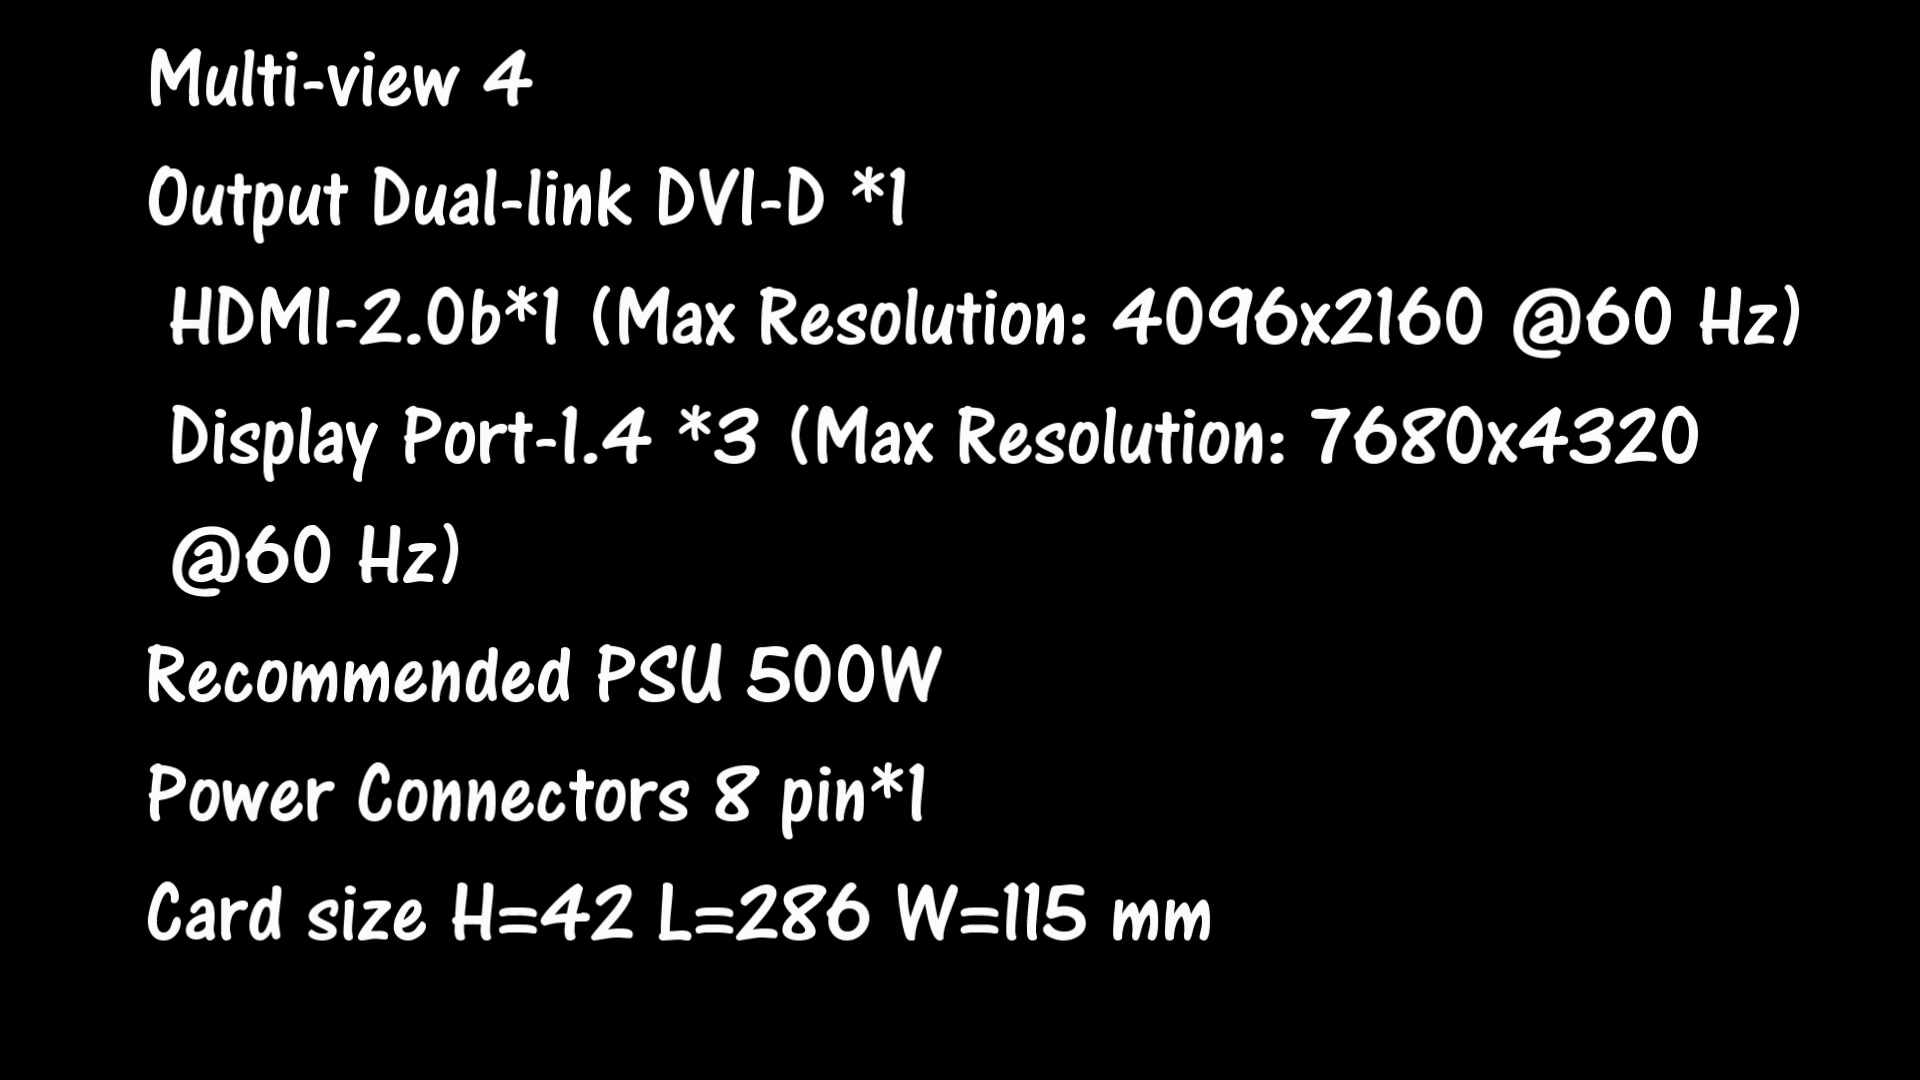 Multi-view 4
Output Dual-link DVI-D *1
HDMI-2.0b*1 (Max Resolution: 4096x2160 @60 Hz)
Display Port-1.4 *3 (Max Resolution: 7680x4320
@60 Hz)
Recommended PSU 500W
Power Connectors 8 pin*1
Card size H=42 L=286 W=115 mm